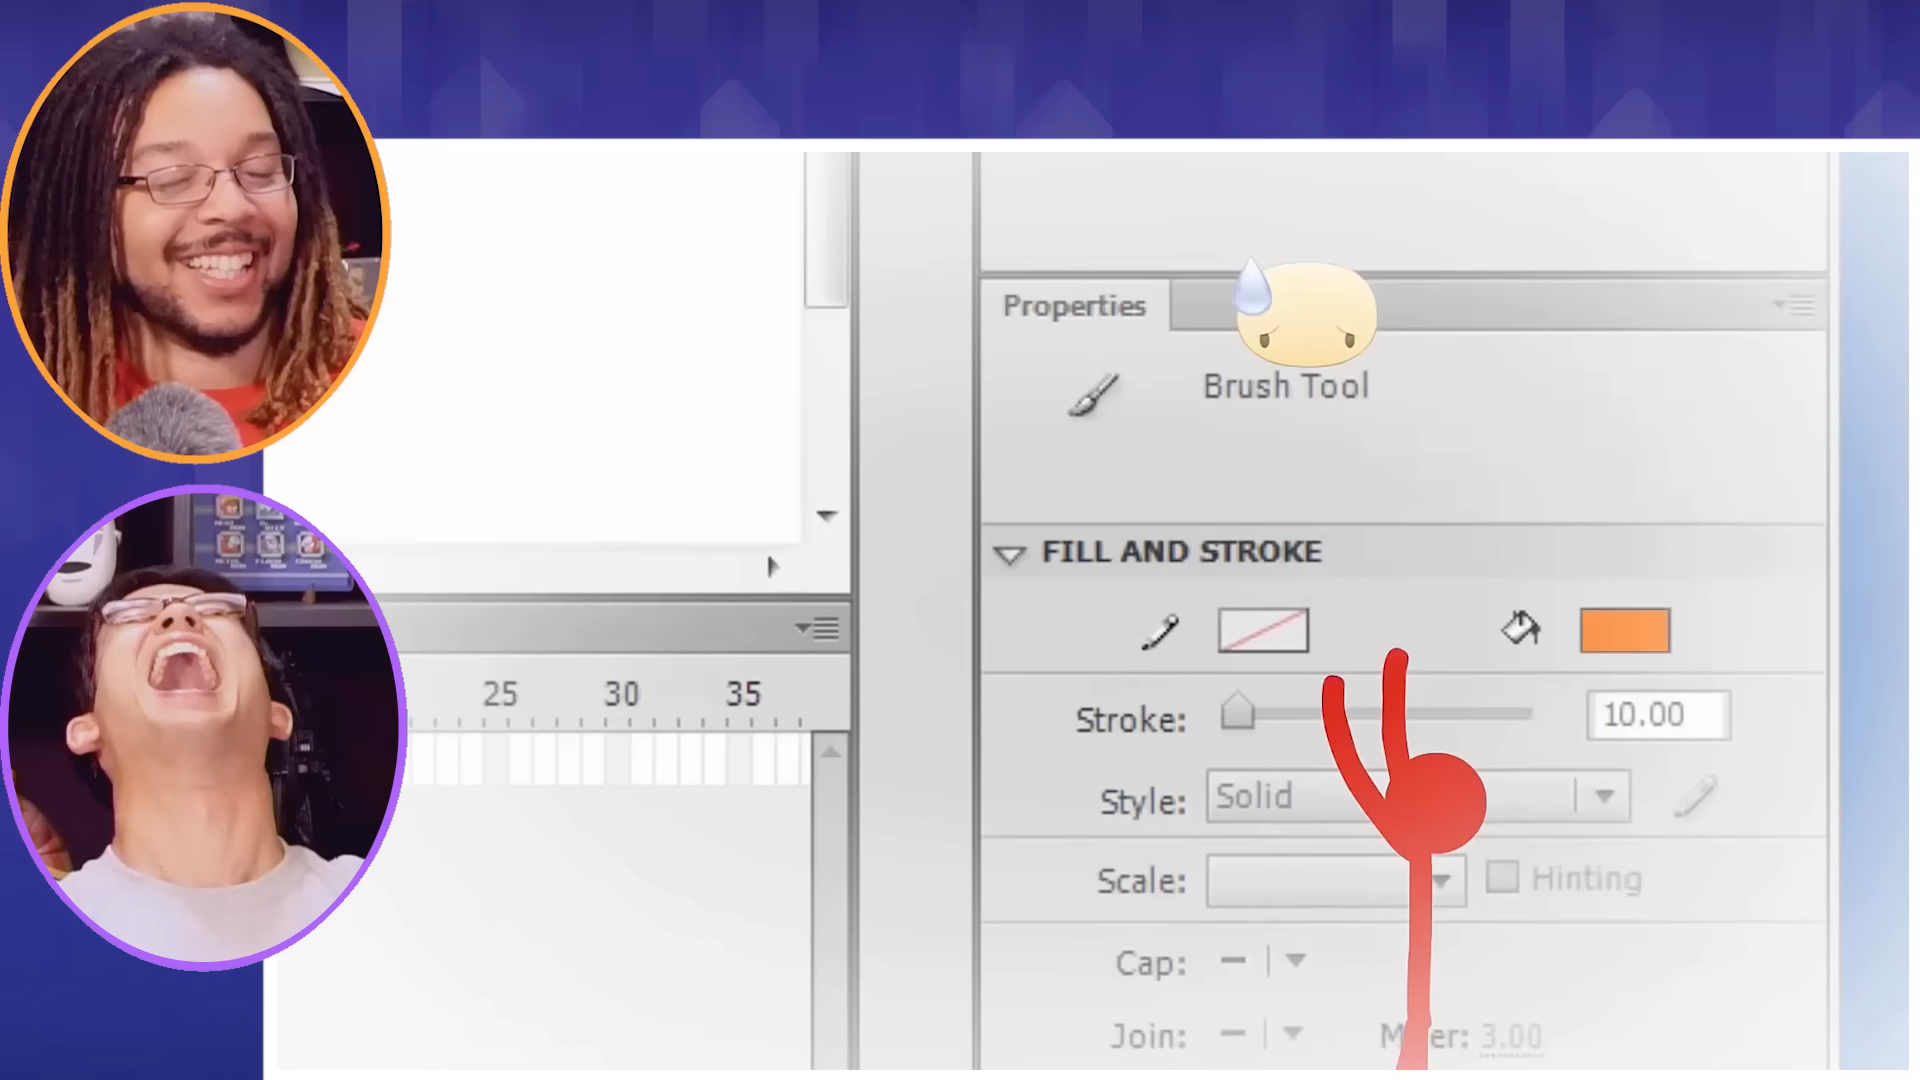 Properties
Brush Tool
FILL AND STROKE
25 30 35
Stroke: 10.00
Style: Solid
Scale: Hinting
Cap:
Join: 3.00